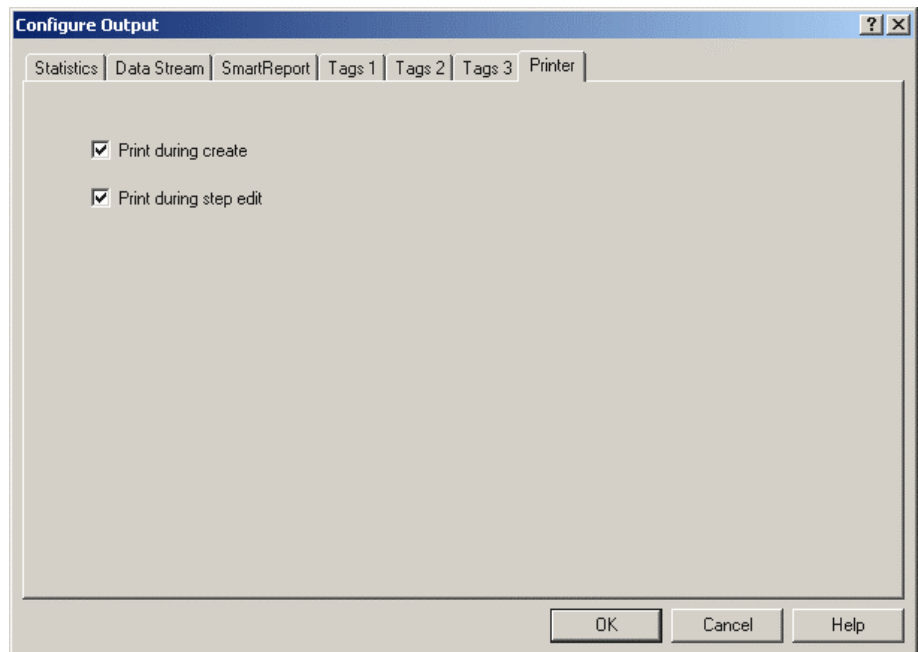 Configure Output
Statistics Data Stream SmartReport Tags 1 Tags 2 Tags 3 Printer
Print during create
Print during step edit
OK Cancel Help